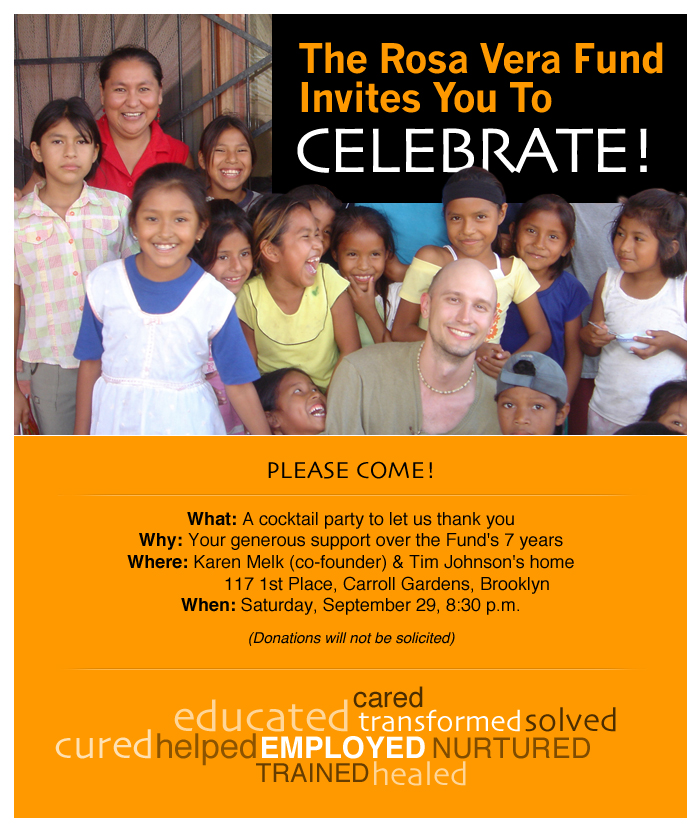 The Rosa Vera Fund
Invites You To
CELEBRATE!
PLEASE COME!
What: A cocktail party to let us thank you
Why: Your generous support over the Fund's 7 years
Where: Karen Melk (co-founder) & Tim Johnson's home
117 1st Place, Carroll Gardens, Brooklyn
When: Saturday, September 29, 8:30 p.m.
(Donations will not be solicited)
cared
educated transformed solved
cured helped EMPLOYED NURTURED
TRAINED healed